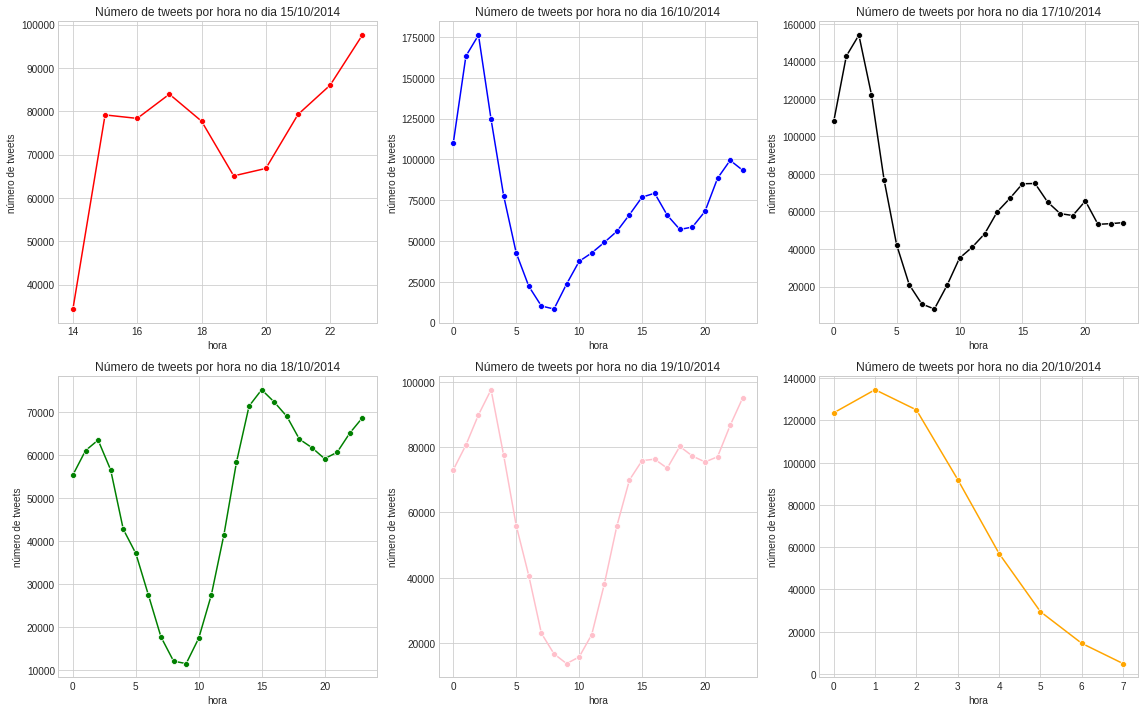 Número de tweets por hora no dia 15/10/2014
número de tweets
100000
90000
80000
70000
60000
50000
40000
14 16 18 20 22
hora
Número de tweets por hora no dia 16/10/2014
número de tweets
175000
150000
125000
100000
75000
50000
25000
0
0 5 10 15 20
hora
Número de tweets por hora no dia 17/10/2014
número de tweets
160000
140000
120000
100000
80000
60000
40000
20000
0 5 10 15 20
hora
Número de tweets por hora no dia 18/10/2014
número de tweets
70000
60000
50000
40000
30000
20000
10000
0 5 10 15 20
hora
Número de tweets por hora no dia 19/10/2014
número de tweets
100000
80000
60000
40000
20000
0 5 10 15 20
hora
Número de tweets por hora no dia 20/10/2014
número de tweets
140000
120000
100000
80000
60000
40000
20000
0
0 1 2 3 4 5 6 7
hora